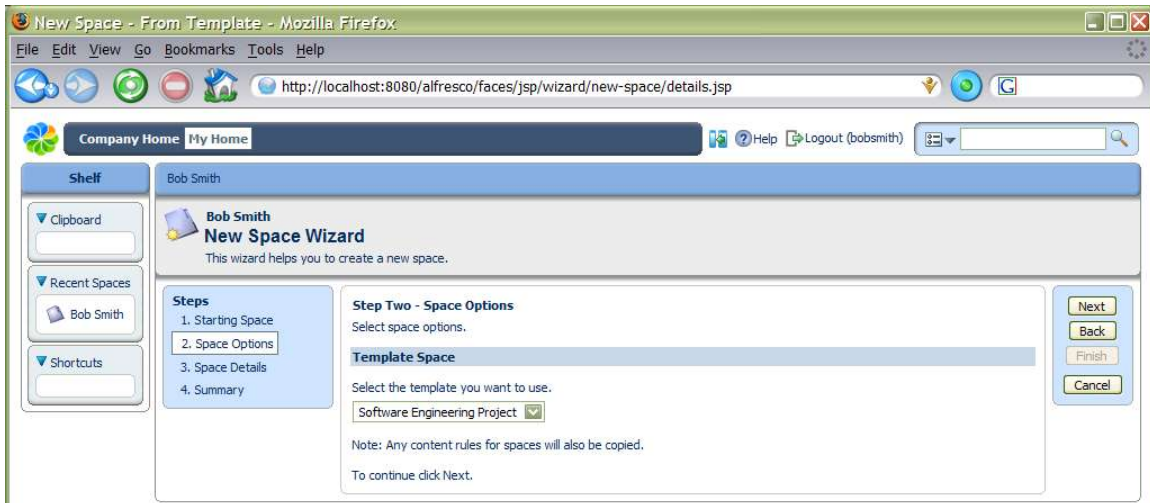 New Space - From Template - Mozilla Firefox
File Edit View Go Bookmarks Tools Help
http://localhost:8080/alfresco/faces/jsp/wizard/new-space/details.jsp
G
Company Home My Home
Help Logout (bobsmith)
Shelf
Bob Smith
Clipboard
Recent Spaces
Bob Smith
Shortcuts
Bob Smith
New Space Wizard
This wizard helps you to create a new space.
Steps
1. Starting Space
2. Space Options
3. Space Details
4. Summary
Step Two - Space Options
Select space options.
Template Space
Select the template you want to use.
Software Engineering Project
Note: Any content rules for spaces will also be copied.
To continue click Next.
Next
Back
Finish
Cancel